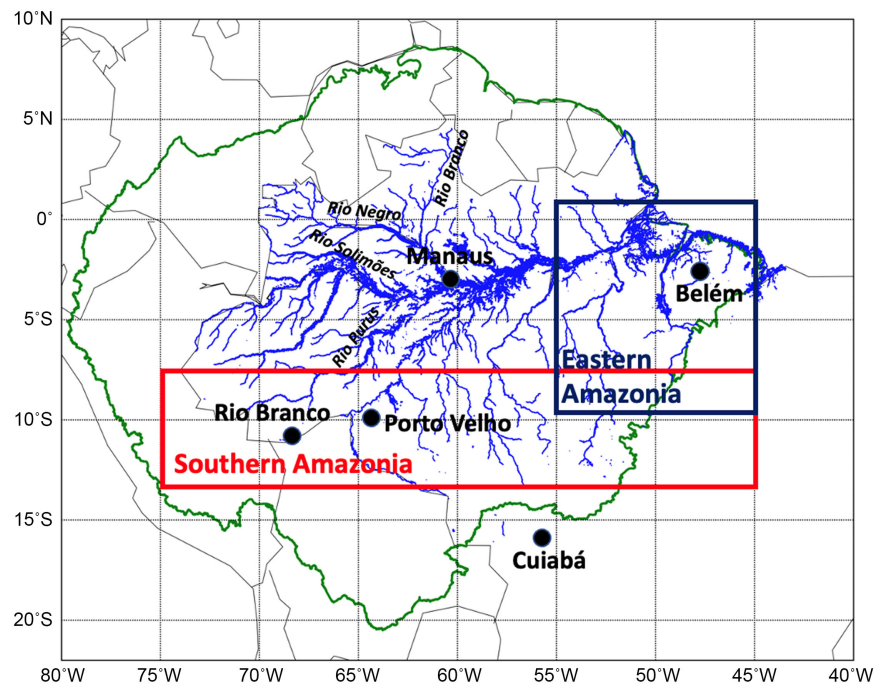 10°N
5°N
0°
5°S
10°S
15°S
20°S
Rio Branco
Rio Negro
Rio Solimões
Manaus
Belém
Rio Purus
Eastern
Amazonia
Rio Branco
Porto Velho
Southern Amazonia
Cuiabá
80°W 75°W 70°W 65°W 60°W 55°W 50°W 45°W 40°W